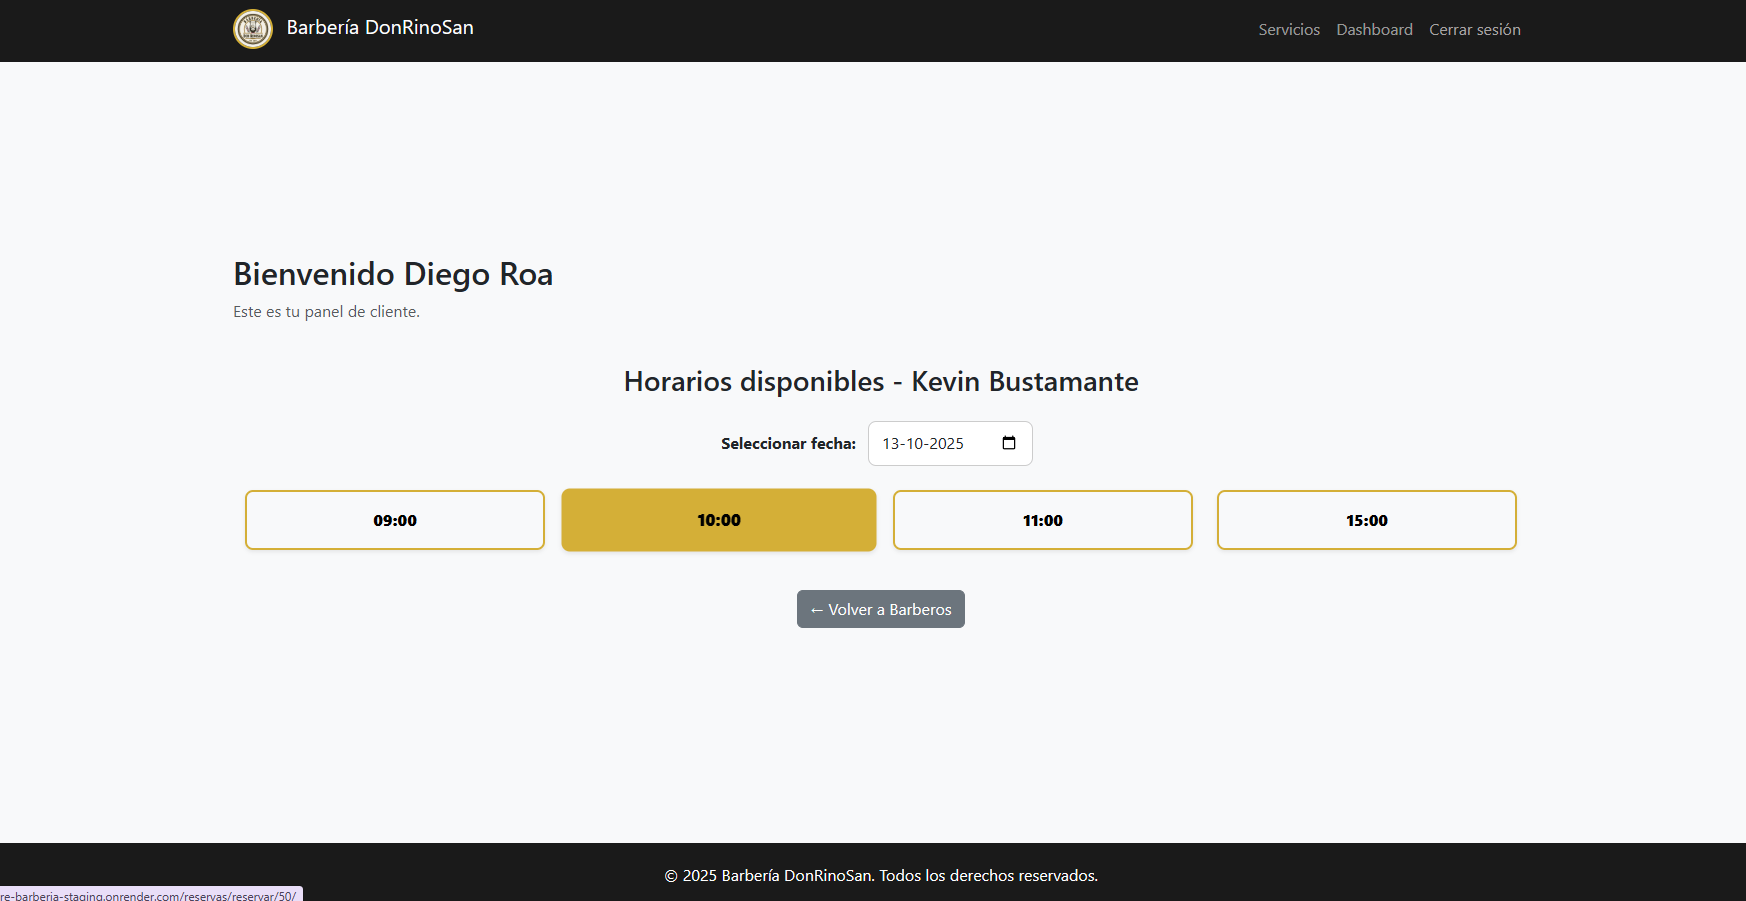 Barbería DonRinoSan
Servicios Dashboard Cerrar sesión
Bienvenido Diego Roa
Este es tu panel de cliente.
Horarios disponibles - Kevin Bustamante
Seleccionar fecha: 13-10-2025
09:00 10:00 11:00 15:00
← Volver a Barberos
© 2025 Barbería DonRinoSan. Todos los derechos reservados.
re-barberia-staging.onrender.com/reservas/reservar/50/